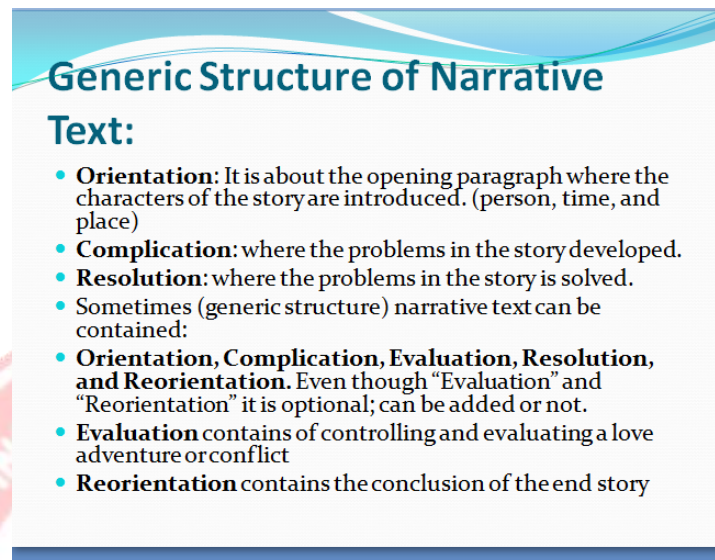 Generic Structure of Narrative
Text:
• Orientation: It is about the opening paragraph where the
characters of the story are introduced. (person, time, and
place)
• Complication: where the problems in the story developed.
• Resolution: where the problems in the story is solved.
• Sometimes (generic structure) narrative text can be
contained:
• Orientation, Complication, Evaluation, Resolution,
and Reorientation. Even though “Evaluation” and
“Reorientation” it is optional; can be added or not.
• Evaluation contains of controlling and evaluating a love
adventure or conflict
• Reorientation contains the conclusion of the end story